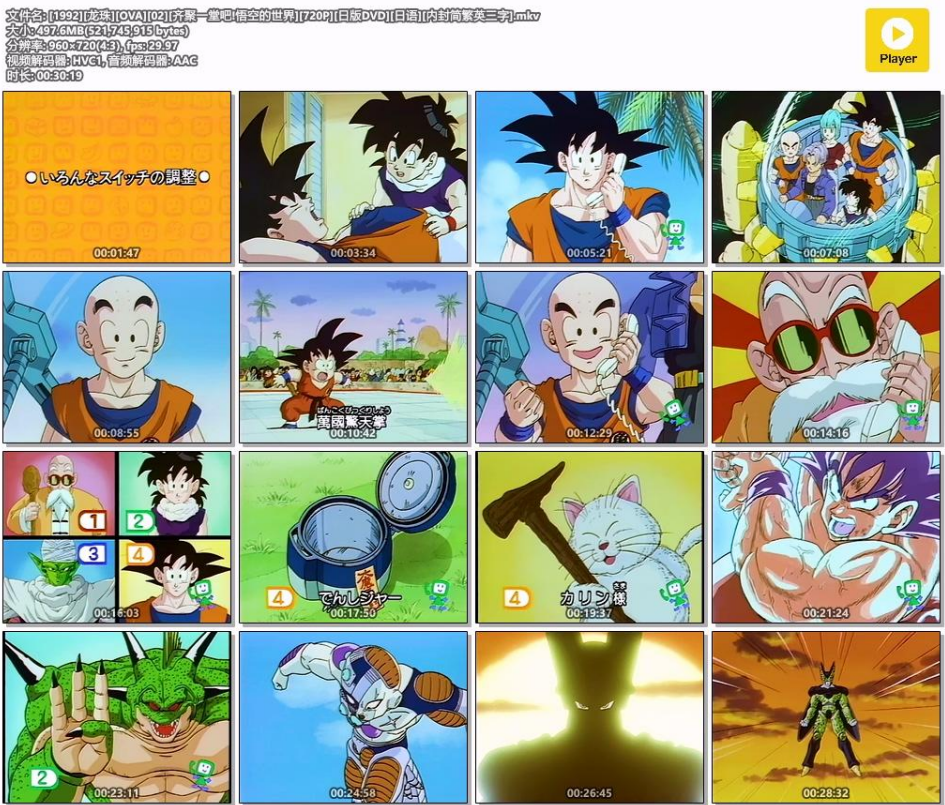 文件名: [1992][龙珠][OVA][02][齐聚一堂吧!悟空的世界][720P][日版DVD][日语][内封简繁英三字].mkv
大小: 497.6MB(521,745,915 bytes)
分辨率: 960×720(4:3), fps: 29.97
视频解码器: HVC1, 音频解码器: AAC
时长: 00:30:19
Player
●いろんなスイッチの調整●
00:01:47
00:03:34
00:05:21
00:07:08
00:08:55
ばんこくびっくりしょう
萬國驚天掌
00:10:42
00:12:29
00:14:16
1
2
3
4
00:16:03
4
でんしジャー
00:17:50
4
さま
カリン様
00:19:37
00:21:24
2
00:23:11
00:24:58
00:26:45
00:28:32